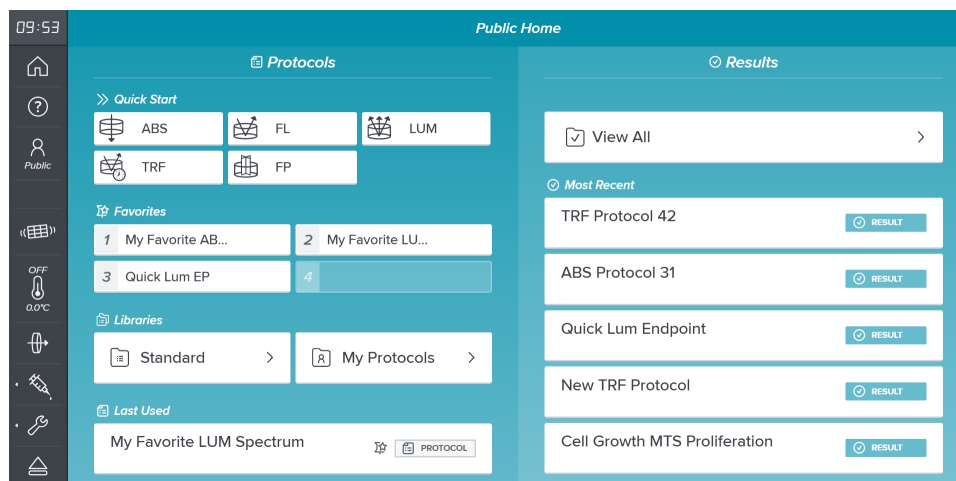 09:53
Public Home
Public
OFF
0.0°C
Protocols
Quick Start
ABS
FL
LUM
TRF
FP
Favorites
1 My Favorite AB...
2 My Favorite LU...
3 Quick Lum EP
4
Libraries
Standard
My Protocols
Last Used
My Favorite LUM Spectrum
PROTOCOL
Results
View All
Most Recent
TRF Protocol 42
RESULT
ABS Protocol 31
RESULT
Quick Lum Endpoint
RESULT
New TRF Protocol
RESULT
Cell Growth MTS Proliferation
RESULT